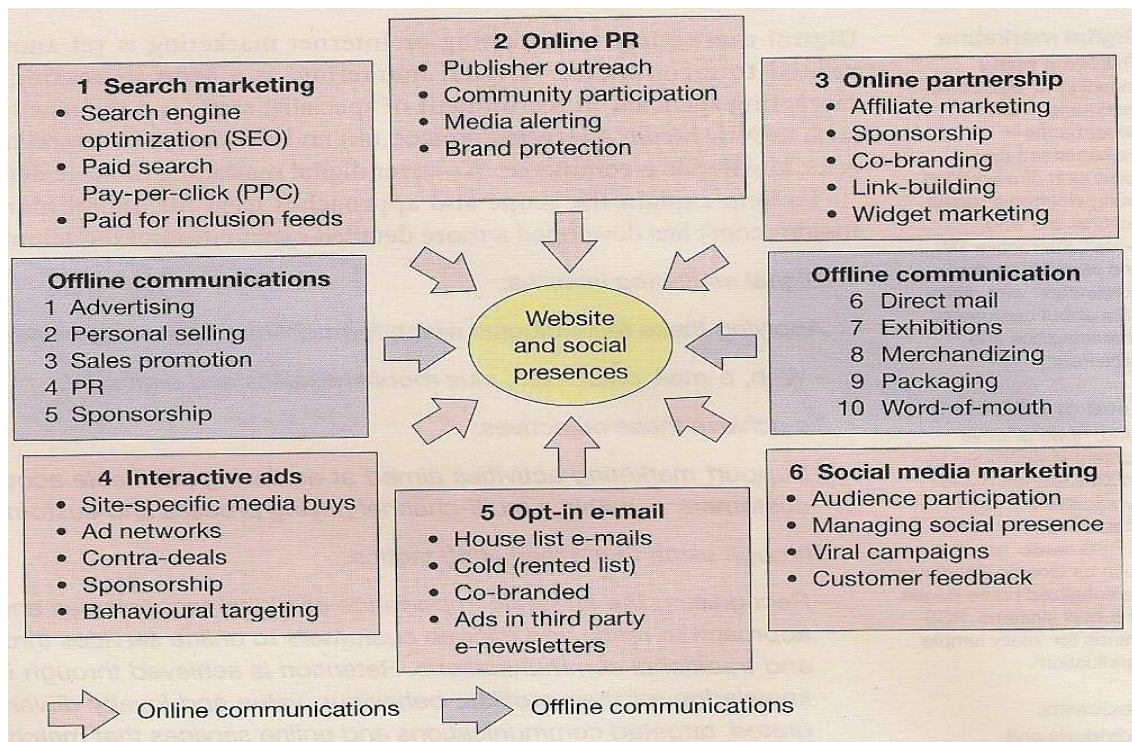 1 Search marketing
• Search engine
optimization (SEO)
• Paid search
Pay-per-click (PPC)
• Paid for inclusion feeds
2 Online PR
• Publisher outreach
• Community participation
• Media alerting
• Brand protection
3 Online partnership
• Affiliate marketing
• Sponsorship
• Co-branding
• Link-building
• Widget marketing
Offline communications
1 Advertising
2 Personal selling
3 Sales promotion
4 PR
5 Sponsorship
Website
and social
presences
Offline communication
6 Direct mail
7 Exhibitions
8 Merchandizing
9 Packaging
10 Word-of-mouth
4 Interactive ads
• Site-specific media buys
• Ad networks
• Contra-deals
• Sponsorship
• Behavioural targeting
5 Opt-in e-mail
• House list e-mails
• Cold (rented list)
• Co-branded
• Ads in third party
e-newsletters
6 Social media marketing
• Audience participation
• Managing social presence
• Viral campaigns
• Customer feedback
Online communications
Offline communications